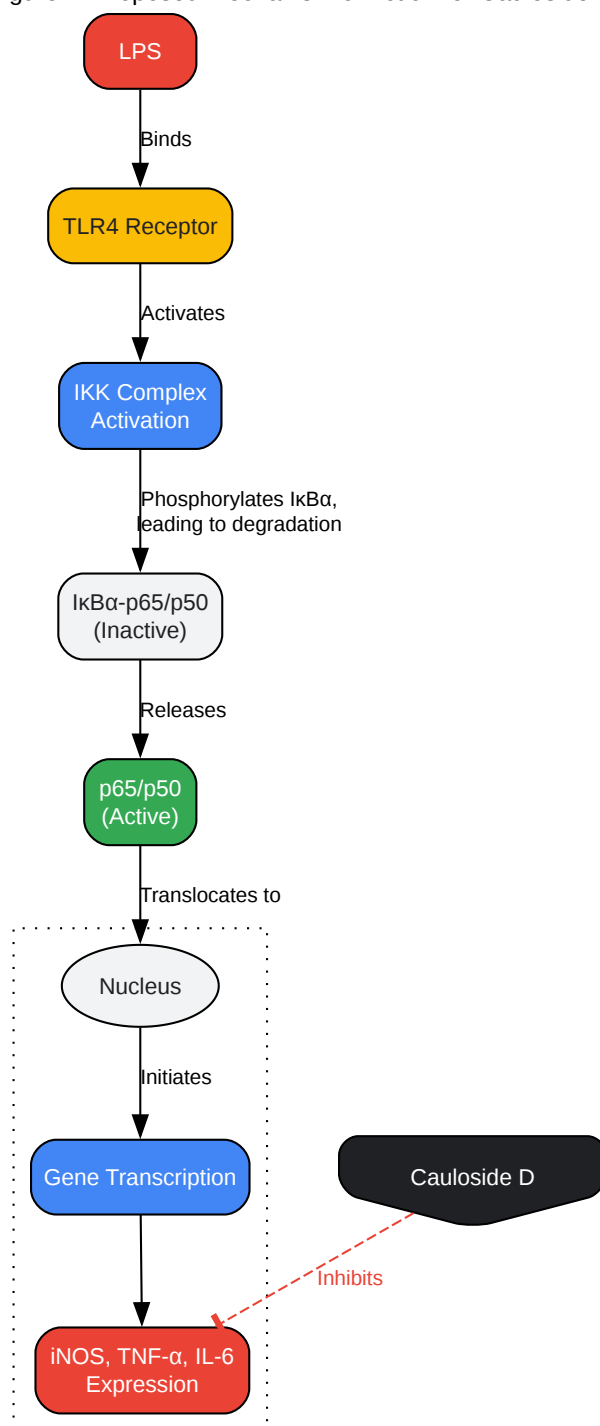 LPS
Binds
TLR4 Receptor
Activates
IKK Complex
Activation
Phosphorylates IκBα,
leading to degradation
IκBα-p65/p50
(Inactive)
Releases
p65/p50
(Active)
Translocates to
Nucleus
Initiates
Gene Transcription
Cauloside D
Inhibits
iNOS, TNF-α, IL-6
Expression